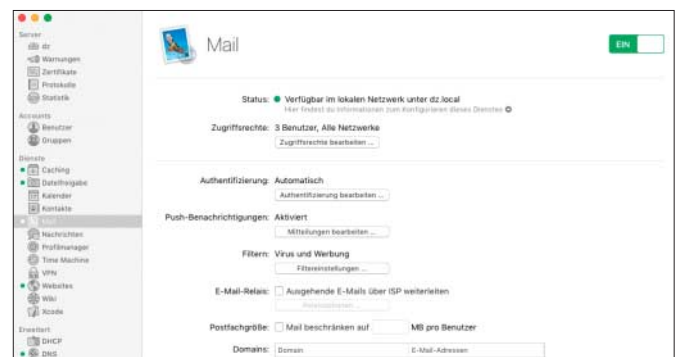 Server
dz
Warnungen
Zertifikate
Protokolle
Statistik
Accounts
Benutzer
Gruppen
Dienste
Caching
Dateifreigabe
Kalender
Kontakte
Mail
Nachrichten
Profilmanager
Time Machine
VPN
Websites
Wiki
Xcode
Erweitert
DHCP
DNS
Mail
EIN
Status: Verfügbar im lokalen Netzwerk unter dz.local
Hier findest du Informationen zum Konfigurieren dieses Dienstes
Zugriffsrechte: 3 Benutzer, Alle Netzwerke
Zugriffsrechte bearbeiten ...
Authentifizierung: Automatisch
Authentifizierung bearbeiten ...
Push-Benachrichtigungen: Aktiviert
Mitteilungen bearbeiten ...
Filtern: Virus und Werbung
Filtereinstellungen ...
E-Mail-Relais: Ausgehende E-Mails über ISP weiterleiten
Postfachgröße: Mail beschränken auf MB pro Benutzer
Domains: Domain E-Mail-Adressen